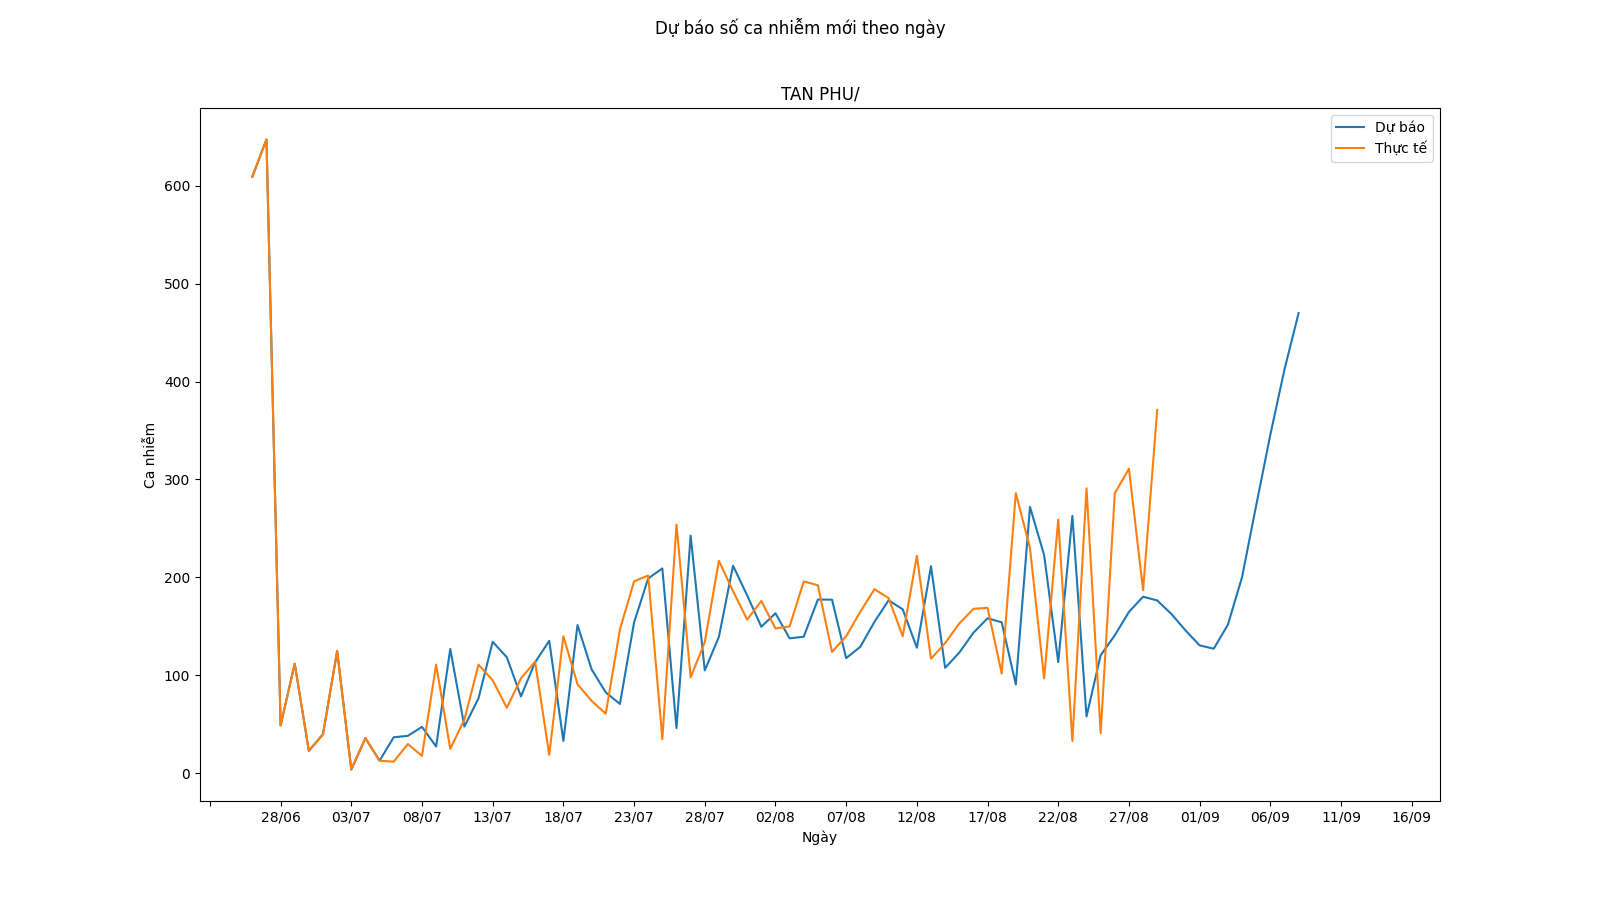 Dự báo số ca nhiễm mới theo ngày
TAN PHU/
Dự báo
Thực tế
600
500
400
300
200
100
0
Ca nhiễm
28/06 03/07 08/07 13/07 18/07 23/07 28/07 02/08 07/08 12/08 17/08 22/08 27/08 01/09 06/09 11/09 16/09
Ngày